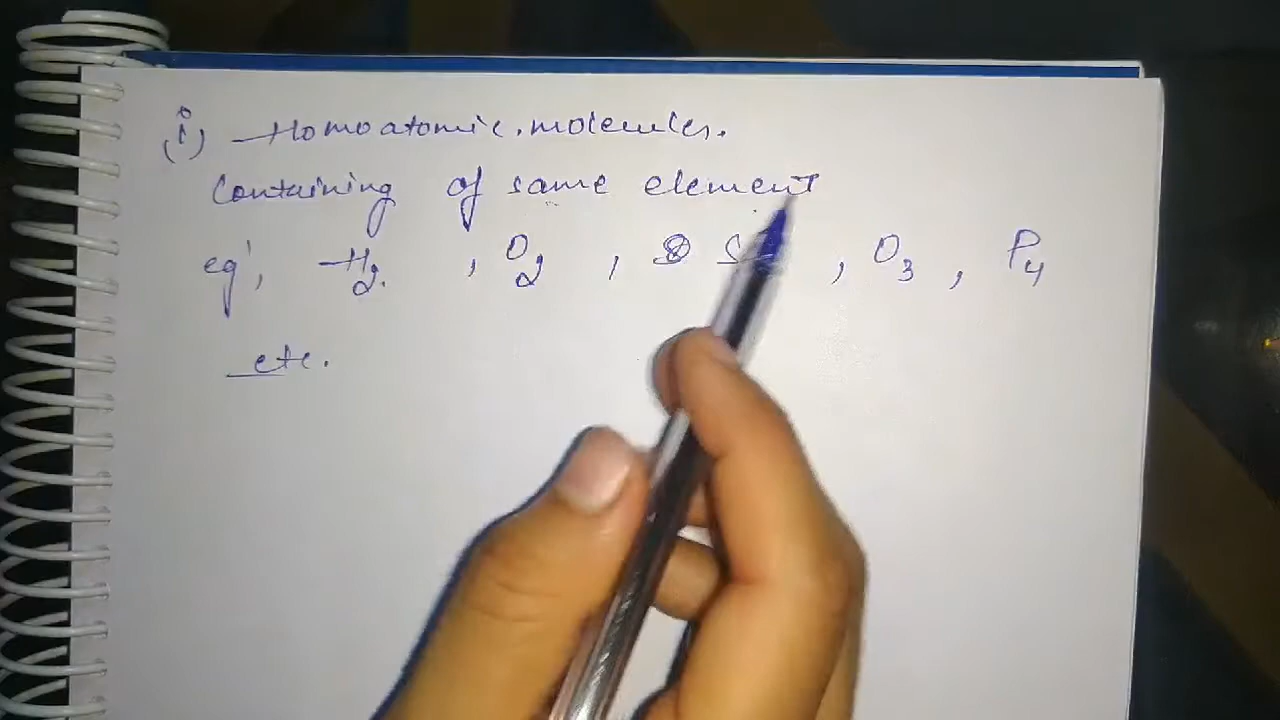 (i) Homoatomic molecules.
Containing of same element
eg', H2. , O2 , , O3 , P4
etc.